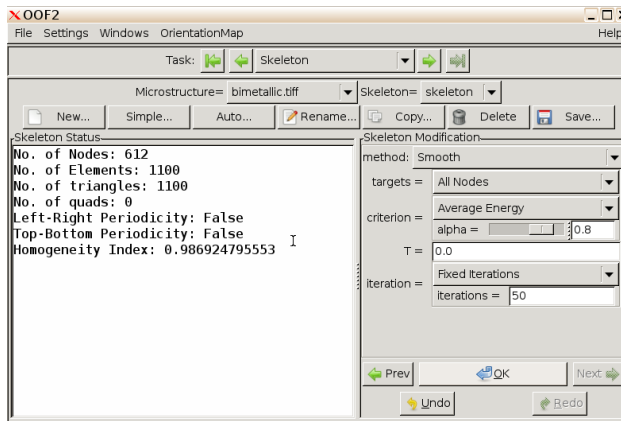 OOF2
File Settings Windows OrientationMap Help
Task: Skeleton
Microstructure= bimetallic.tiff Skeleton= skeleton
New... Simple... Auto... Rename... Copy... Delete Save...
Skeleton Status
No. of Nodes: 612
No. of Elements: 1100
No. of triangles: 1100
No. of quads: 0
Left-Right Periodicity: False
Top-Bottom Periodicity: False
Homogeneity Index: 0.986924795553
Skeleton Modification
method: Smooth
targets = All Nodes
criterion = Average Energy
alpha = 0.8
T = 0.0
iteration = Fixed Iterations
iterations = 50
Prev OK Next
Undo Redo